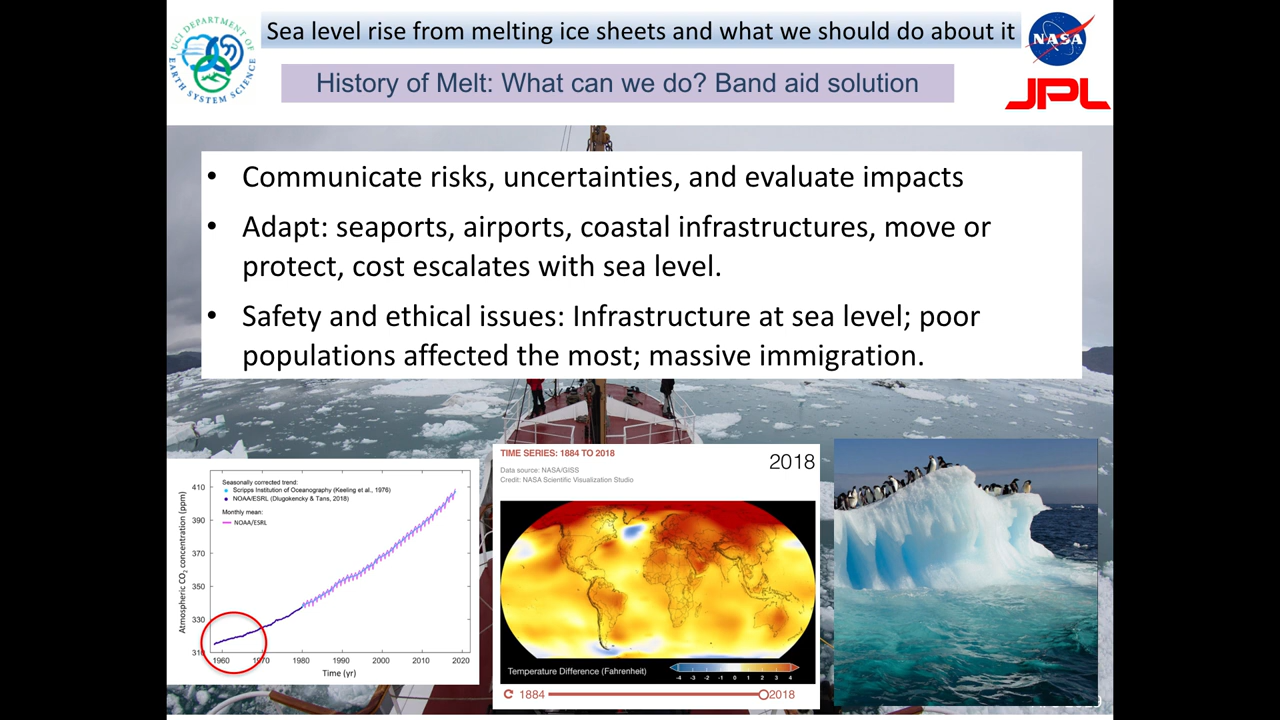 UCI DEPARTMENT OF
EARTH SYSTEM SCIENCE
Sea level rise from melting ice sheets and what we should do about it
NASA
History of Melt: What can we do? Band aid solution
JPL
• Communicate risks, uncertainties, and evaluate impacts
• Adapt: seaports, airports, coastal infrastructures, move or
protect, cost escalates with sea level.
• Safety and ethical issues: Infrastructure at sea level; poor
populations affected the most; massive immigration.
Atmospheric CO2 concentration (ppm)
410
390
370
350
330
310
Seasonally corrected trend:
Scripps Institution of Oceanography (Keeling et al., 1976)
NOAA/ESRL (Dlugokencky & Tans, 2018)
Monthly mean:
NOAA/ESRL
1960 1970 1980 1990 2000 2010 2020
Time (yr)
TIME SERIES: 1884 TO 2018
2018
Data source: NASA/GISS
Credit: NASA Scientific Visualization Studio
Temperature Difference (Fahrenheit)
-4 -3 -2 -1 0 1 2 3 4
1884 2018